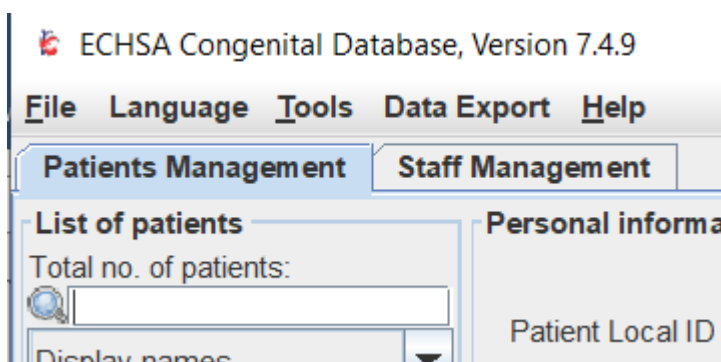 ECHSA Congenital Database, Version 7.4.9
File Language Tools Data Export Help
Patients Management Staff Management
List of patients Personal informa
Total no. of patients:
Patient Local ID
Display names